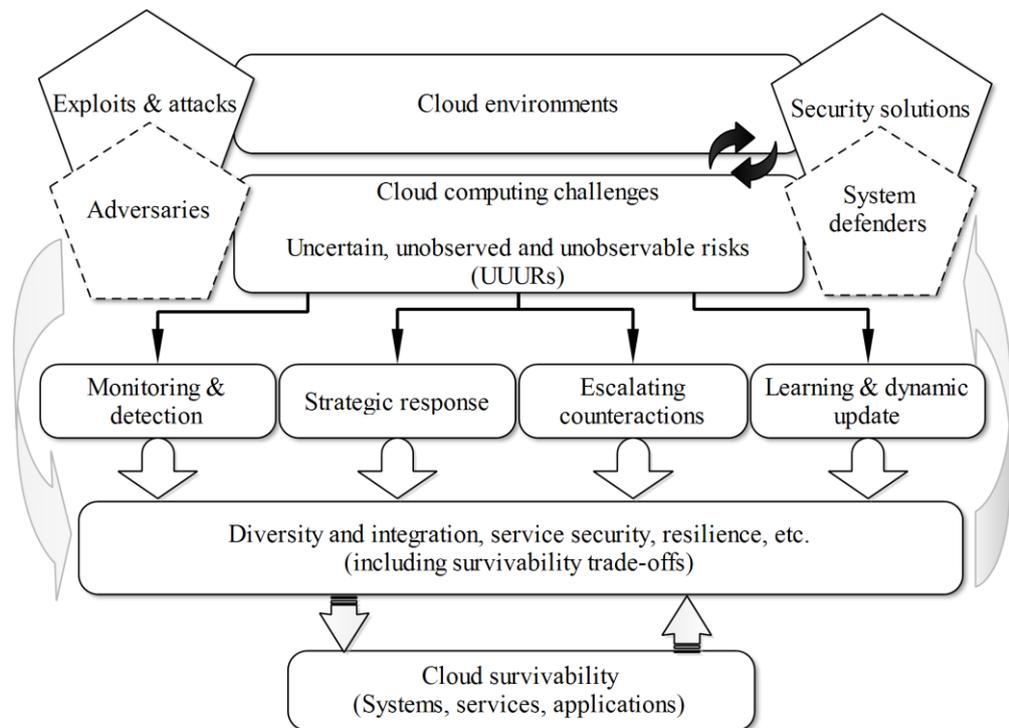 Exploits & attacks
Cloud environments
Security solutions
Adversaries
Cloud computing challenges
Uncertain, unobserved and unobservable risks
(UUURs)
System
defenders
Monitoring &
detection
Strategic response
Escalating
counteractions
Learning & dynamic
update
Diversity and integration, service security, resilience, etc.
(including survivability trade-offs)
Cloud survivability
(Systems, services, applications)